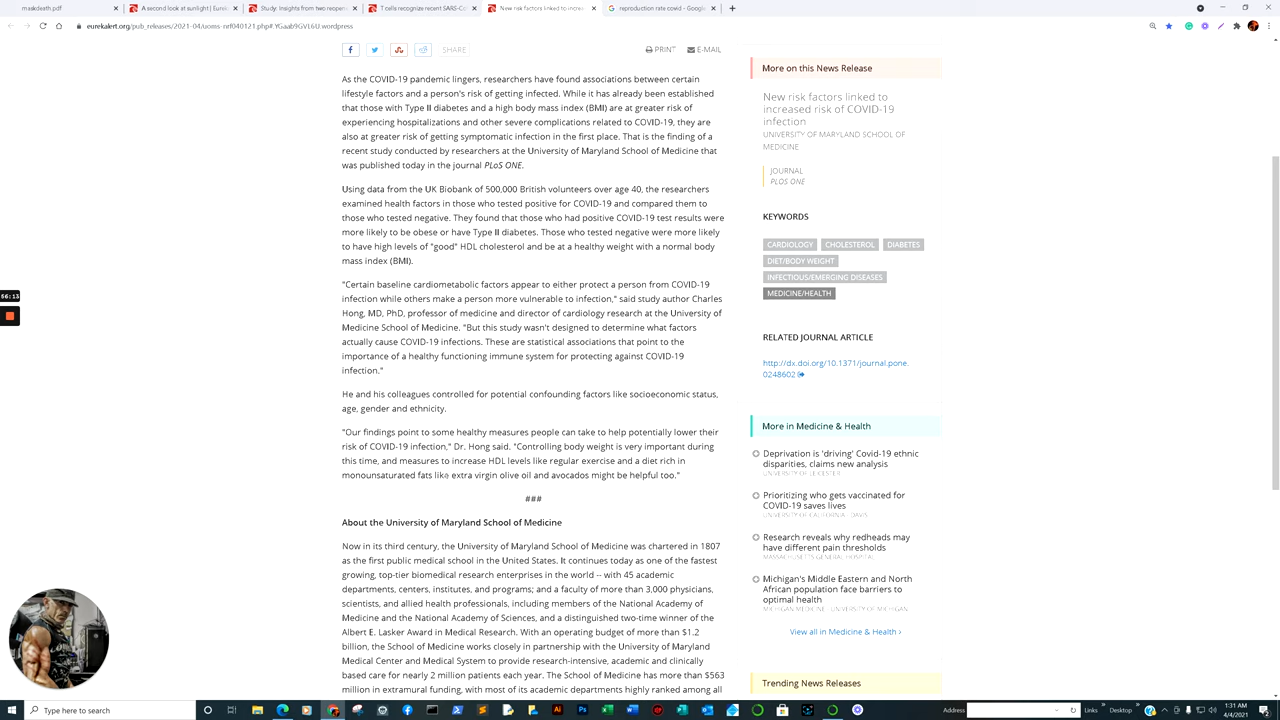 maskdeath.pdf
A second look at sunlight | Eurek
Study: Insights from two reopene
T cells recognize recent SARS-Co
New risk factors linked to increa
reproduction rate covid - Google
eurekalert.org/pub_releases/2021-04/uoms-nrf040121.php#.YGaab9GVL6U.wordpress
SHARE
PRINT
E-MAIL
As the COVID-19 pandemic lingers, researchers have found associations between certain
lifestyle factors and a person's risk of getting infected. While it has already been established
that those with Type II diabetes and a high body mass index (BMI) are at greater risk of
experiencing hospitalizations and other severe complications related to COVID-19, they are
also at greater risk of getting symptomatic infection in the first place. That is the finding of a
recent study conducted by researchers at the University of Maryland School of Medicine that
was published today in the journal PLoS ONE.
Using data from the UK Biobank of 500,000 British volunteers over age 40, the researchers
examined health factors in those who tested positive for COVID-19 and compared them to
those who tested negative. They found that those who had positive COVID-19 test results were
more likely to be obese or have Type II diabetes. Those who tested negative were more likely
to have high levels of "good" HDL cholesterol and be at a healthy weight with a normal body
mass index (BMI).
"Certain baseline cardiometabolic factors appear to either protect a person from COVID-19
infection while others make a person more vulnerable to infection," said study author Charles
Hong, MD, PhD, professor of medicine and director of cardiology research at the University of
Medicine School of Medicine. "But this study wasn't designed to determine what factors
actually cause COVID-19 infections. These are statistical associations that point to the
importance of a healthy functioning immune system for protecting against COVID-19
infection."
He and his colleagues controlled for potential confounding factors like socioeconomic status,
age, gender and ethnicity.
"Our findings point to some healthy measures people can take to help potentially lower their
risk of COVID-19 infection," Dr. Hong said. "Controlling body weight is very important during
this time, and measures to increase HDL levels like regular exercise and a diet rich in
monounsaturated fats like extra virgin olive oil and avocados might be helpful too."
###
About the University of Maryland School of Medicine
Now in its third century, the University of Maryland School of Medicine was chartered in 1807
as the first public medical school in the United States. It continues today as one of the fastest
growing, top-tier biomedical research enterprises in the world -- with 45 academic
departments, centers, institutes, and programs; and a faculty of more than 3,000 physicians,
scientists, and allied health professionals, including members of the National Academy of
Medicine and the National Academy of Sciences, and a distinguished two-time winner of the
Albert E. Lasker Award in Medical Research. With an operating budget of more than $1.2
billion, the School of Medicine works closely in partnership with the University of Maryland
Medical Center and Medical System to provide research-intensive, academic and clinically
based care for nearly 2 million patients each year. The School of Medicine has more than $563
million in extramural funding, with most of its academic departments highly ranked among all
More on this News Release
New risk factors linked to
increased risk of COVID-19
infection
UNIVERSITY OF MARYLAND SCHOOL OF
MEDICINE
JOURNAL
PLOS ONE
KEYWORDS
CARDIOLOGY CHOLESTEROL DIABETES
DIET/BODY WEIGHT
INFECTIOUS/EMERGING DISEASES
MEDICINE/HEALTH
RELATED JOURNAL ARTICLE
http://dx.doi.org/10.1371/journal.pone.
0248602
More in Medicine & Health
Deprivation is 'driving' Covid-19 ethnic
disparities, claims new analysis
UNIVERSITY OF LEICESTER
Prioritizing who gets vaccinated for
COVID-19 saves lives
UNIVERSITY OF CALIFORNIA - DAVIS
Research reveals why redheads may
have different pain thresholds
MASSACHUSETTS GENERAL HOSPITAL
Michigan's Middle Eastern and North
African population face barriers to
optimal health
MICHIGAN MEDICINE - UNIVERSITY OF MICHIGAN
View all in Medicine & Health ›
Trending News Releases
56:13
Type here to search
Address
Links
Desktop
1:31 AM
4/4/2021